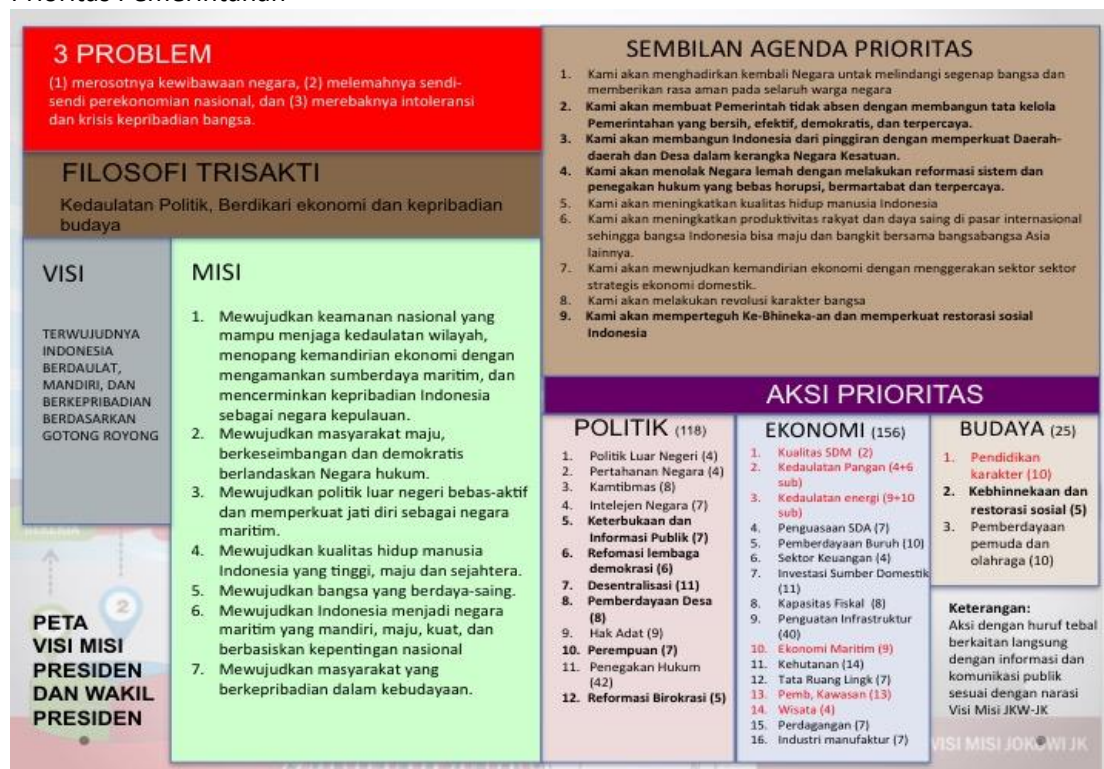 3 PROBLEM
(1) merosotnya kewibawaan negara, (2) melemahnya sendi-
sendi perekonomian nasional, dan (3) merebaknya intoleransi
dan krisis kepribadian bangsa.
FILOSOFI TRISAKTI
Kedaulatan Politik, Berdikari ekonomi dan kepribadian
budaya
VISI
TERWUJUDNYA
INDONESIA
BERDAULAT,
MANDIRI, DAN
BERKEPRIBADIAN
BERDASARKAN
GOTONG ROYONG
2
PETA
VISI MISI
PRESIDEN
DAN WAKIL
PRESIDEN
MISI
1. Mewujudkan keamanan nasional yang
mampu menjaga kedaulatan wilayah,
menopang kemandirian ekonomi dengan
mengamankan sumberdaya maritim, dan
mencerminkan kepribadian Indonesia
sebagai negara kepulauan.
2. Mewujudkan masyarakat maju,
berkeseimbangan dan demokratis
berlandaskan Negara hukum.
3. Mewujudkan politik luar negeri bebas-aktif
dan memperkuat jati diri sebagai negara
maritim.
4. Mewujudkan kualitas hidup manusia
Indonesia yang tinggi, maju dan sejahtera.
5. Mewujudkan bangsa yang berdaya-saing.
6. Mewujudkan Indonesia menjadi negara
maritim yang mandiri, maju, kuat, dan
berbasiskan kepentingan nasional
7. Mewujudkan masyarakat yang
berkepribadian dalam kebudayaan.
SEMBILAN AGENDA PRIORITAS
1. Kami akan menghadirkan kembali Negara untuk melindangi segenap bangsa dan
memberikan rasa aman pada selaruh warga negara
2. Kami akan membuat Pemerintah tidak absen dengan membangun tata kelola
Pemerintahan yang bersih, efektif, demokratis, dan terpercaya.
3. Kami akan membangun Indonesia dari pinggiran dengan memperkuat Daerah-
daerah dan Desa dalam kerangka Negara Kesatuan.
4. Kami akan menolak Negara lemah dengan melakukan reformasi sistem dan
penegakan hukum yang bebas horupsi, bermartabat dan terpercaya.
5. Kami akan meningkatkan kualitas hidup manusia Indonesia
6. Kami akan meningkatkan produktivitas rakyat dan daya saing di pasar internasional
sehingga bangsa Indonesia bisa maju dan bangkit bersama bangsabangsa Asia
lainnya.
7. Kami akan mewnjudkan kemandirian ekonomi dengan menggerakan sektor sektor
strategis ekonomi domestik.
8. Kami akan melakukan revolusi karakter bangsa
9. Kami akan memperteguh Ke-Bhineka-an dan memperkuat restorasi sosial
Indonesia
AKSI PRIORITAS
POLITIK (118)
1. Politik Luar Negeri (4)
2. Pertahanan Negara (4)
3. Kamtibmas (8)
4. Intelejen Negara (7)
5. Keterbukaan dan
Informasi Publik (7)
6. Refomasi lembaga
demokrasi (6)
7. Desentralisasi (11)
8. Pemberdayaan Desa
(8)
9. Hak Adat (9)
10. Perempuan (7)
11. Penegakan Hukum
(42)
12. Reformasi Birokrasi (5)
EKONOMI (156)
1. Kualitas SDM (2)
2. Kedaulatan Pangan (4+6
sub)
3. Kedaulatan energi (9+10
sub)
4. Penguasaan SDA (7)
5. Pemberdayaan Buruh (10)
6. Sektor Keuangan (4)
7. Investasi Sumber Domestik
(11)
8. Kapasitas Fiskal (8)
9. Penguatan Infrastruktur
(40)
10. Ekonomi Maritim (9)
11. Kehutanan (14)
12. Tata Ruang Lingk (7)
13. Pemb, Kawasan (13)
14. Wisata (4)
15. Perdagangan (7)
16. Industri manufaktur (7)
BUDAYA (25)
1. Pendidikan
karakter (10)
2. Kebhinnekaan dan
restorasi sosial (5)
3. Pemberdayaan
pemuda dan
olahraga (10)
Keterangan:
Aksi dengan huruf tebal
berkaitan langsung
dengan informasi dan
komunikasi publik
sesuai dengan narasi
Visi Misi JKW-JK
VISI MISI JOKOWI JK